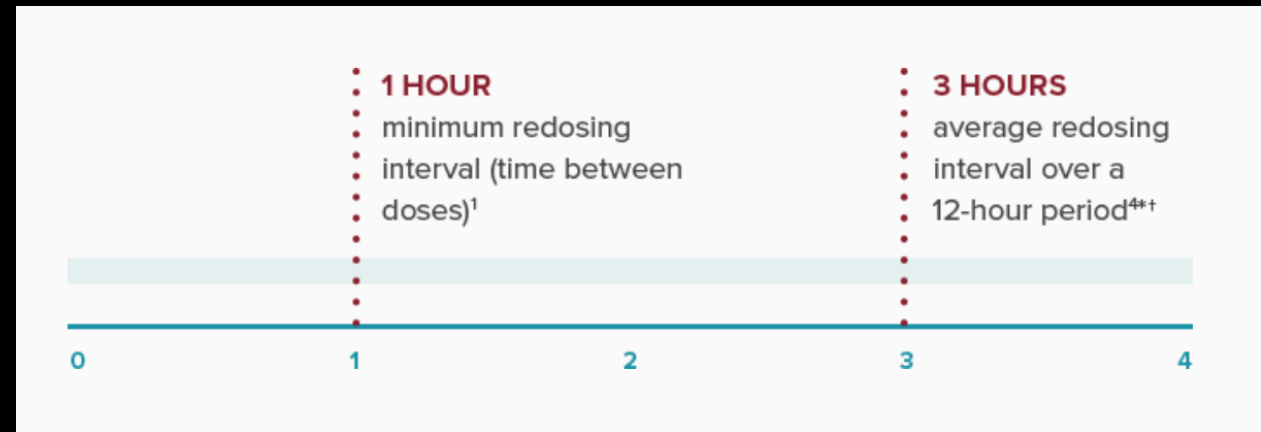 1 HOUR
minimum redosing
interval (time between
doses)¹
3 HOURS
average redosing
interval over a
12-hour period⁴*†
0 1 2 3 4